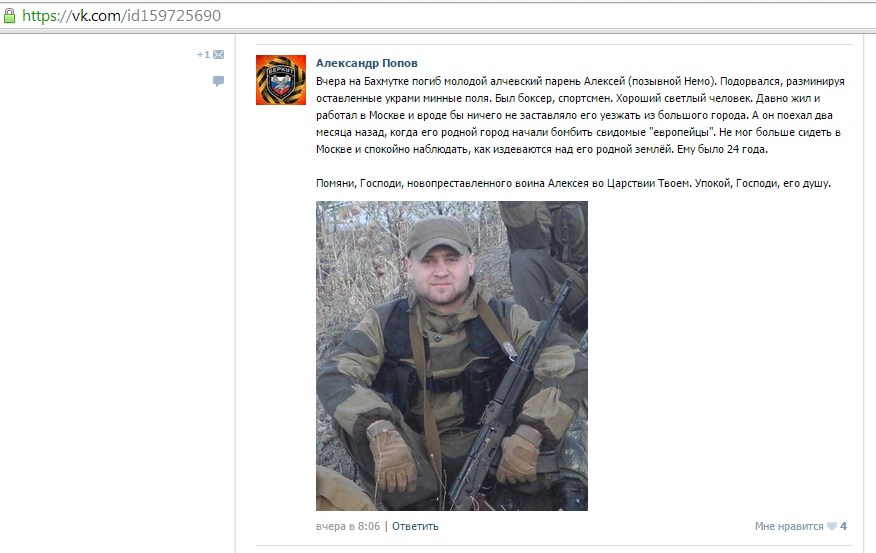 https://vk.com/id159725690
+1
БЕРКУТ
Александр Попов
Вчера на Бахмутке погиб молодой алчевский парень Алексей (позывной Немо). Подорвался, разминируя
оставленные украми минные поля. Был боксер, спортсмен. Хороший светлый человек. Давно жил и
работал в Москве и вроде бы ничего не заставляло его уезжать из большого города. А он поехал два
месяца назад, когда его родной город начали бомбить свидомые "европейцы". Не мог больше сидеть в
Москве и спокойно наблюдать, как издеваются над его родной землёй. Ему было 24 года.
Помяни, Господи, новопреставленного воина Алексея во Царствии Твоем. Упокой, Господи, его душу.
вчера в 8:06 | Ответить
Мне нравится 4